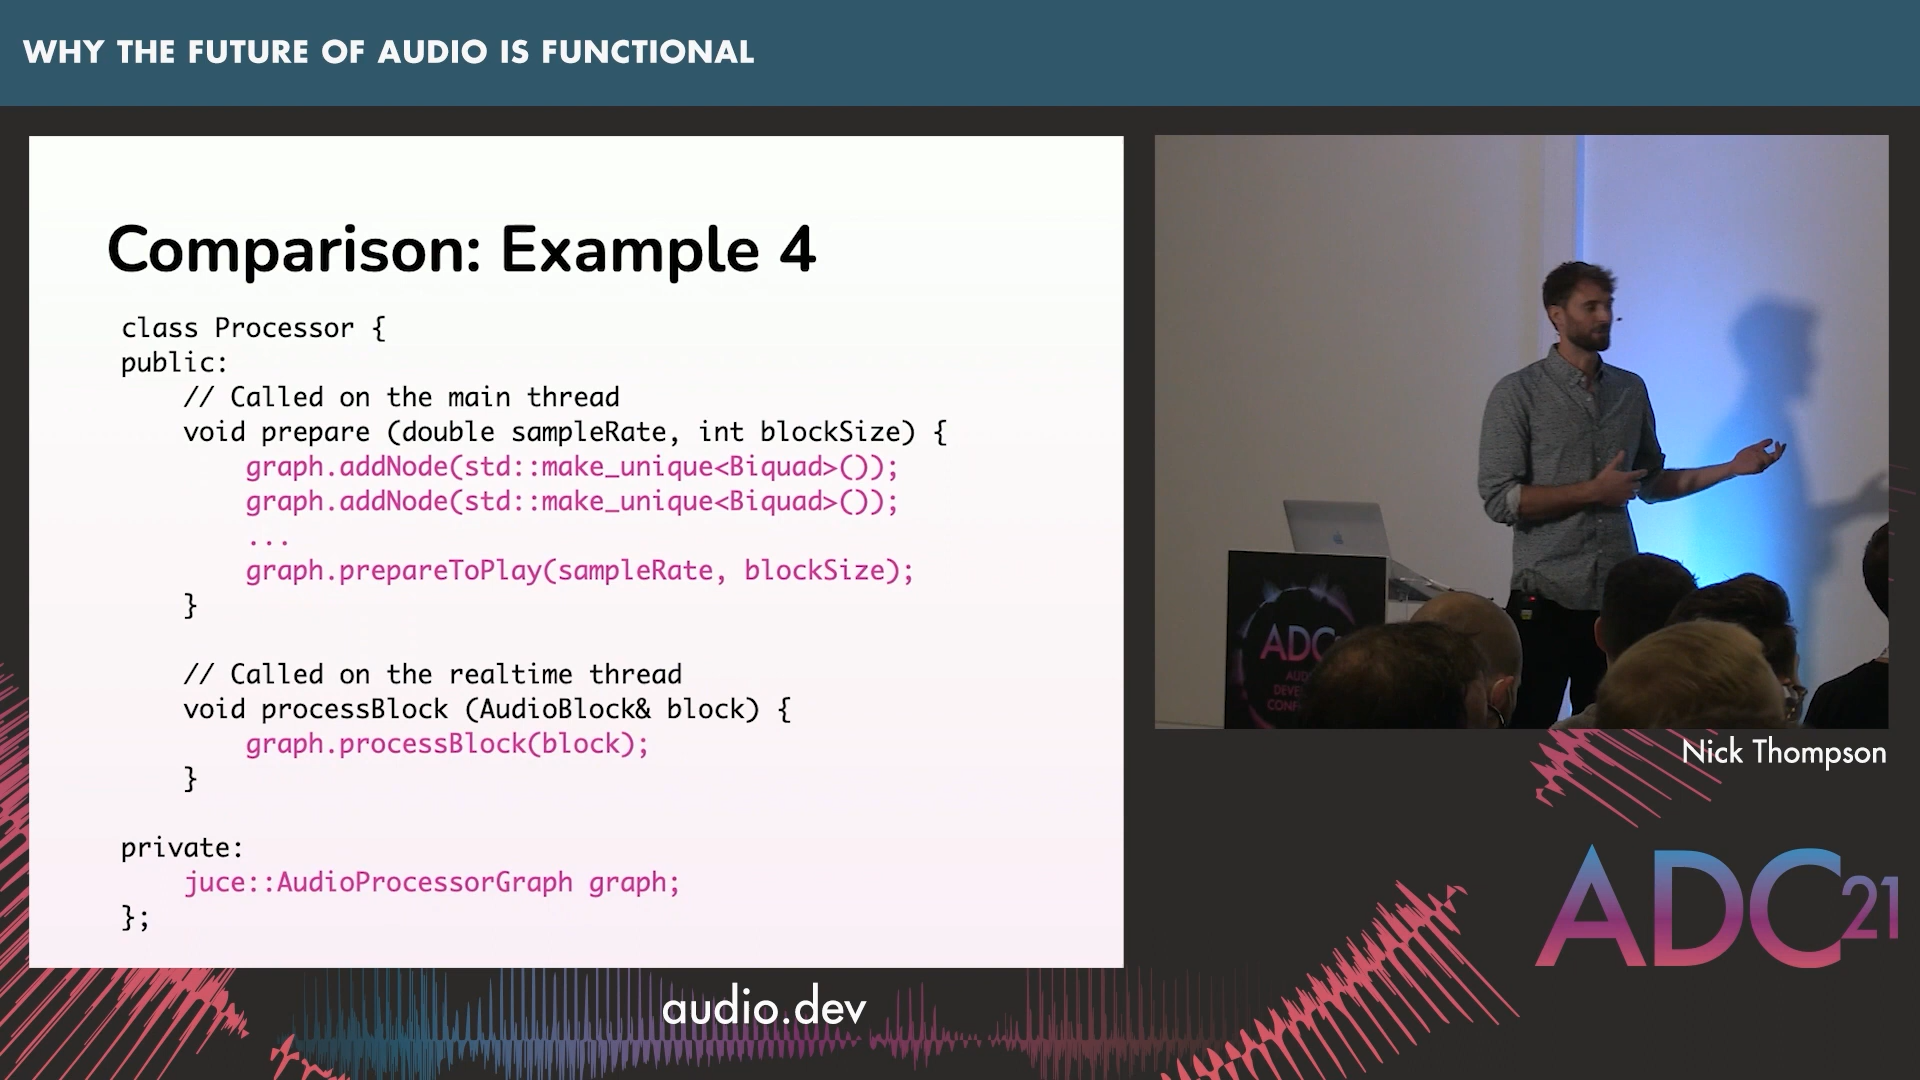 WHY THE FUTURE OF AUDIO IS FUNCTIONAL
Comparison: Example 4
class Processor {
public:
    // Called on the main thread
    void prepare (double sampleRate, int blockSize) {
        graph.addNode(std::make_unique<Biquad>());
        graph.addNode(std::make_unique<Biquad>());
        ...
        graph.prepareToPlay(sampleRate, blockSize);
    }
    // Called on the realtime thread
    void processBlock (AudioBlock& block) {
        graph.processBlock(block);
    }
private:
    juce::AudioProcessorGraph graph;
};
ADC
Nick Thompson
ADC21
audio.dev